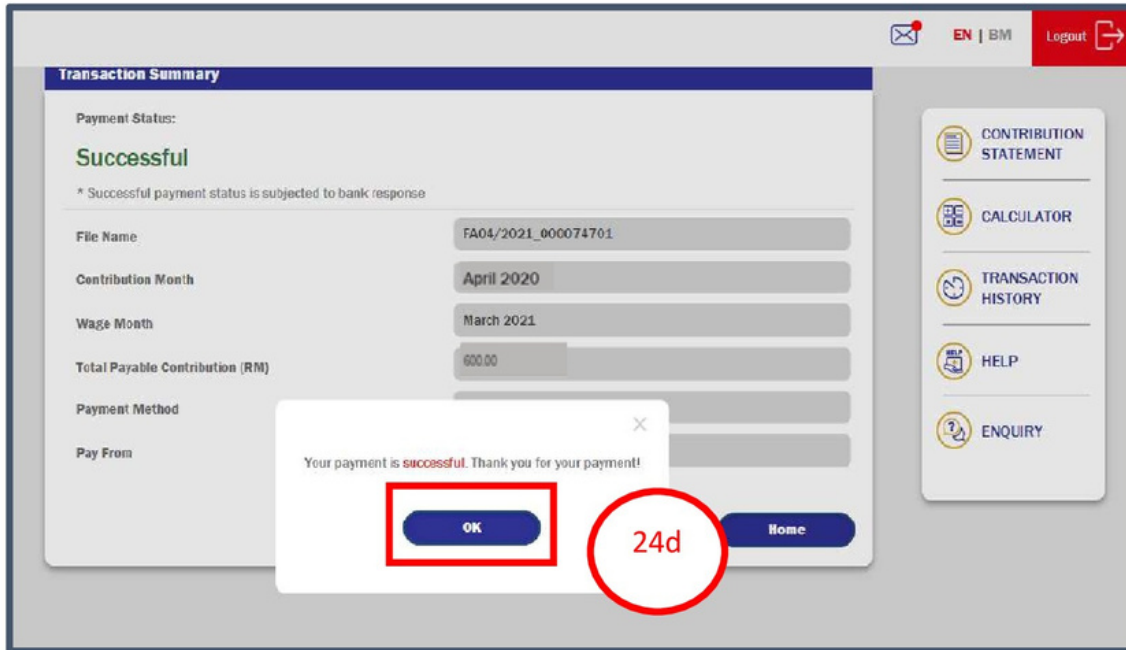 EN | BM
Logout
Transaction Summary
Payment Status:
Successful
* Successful payment status is subjected to bank response
File Name
FA04/2021_000074701
Contribution Month
April 2020
Wage Month
March 2021
Total Payable Contribution (RM)
600.00
Payment Method
Pay From
Your payment is successful. Thank you for your payment!
OK
24d
Home
CONTRIBUTION
STATEMENT
CALCULATOR
TRANSACTION
HISTORY
HELP
HELP
ENQUIRY